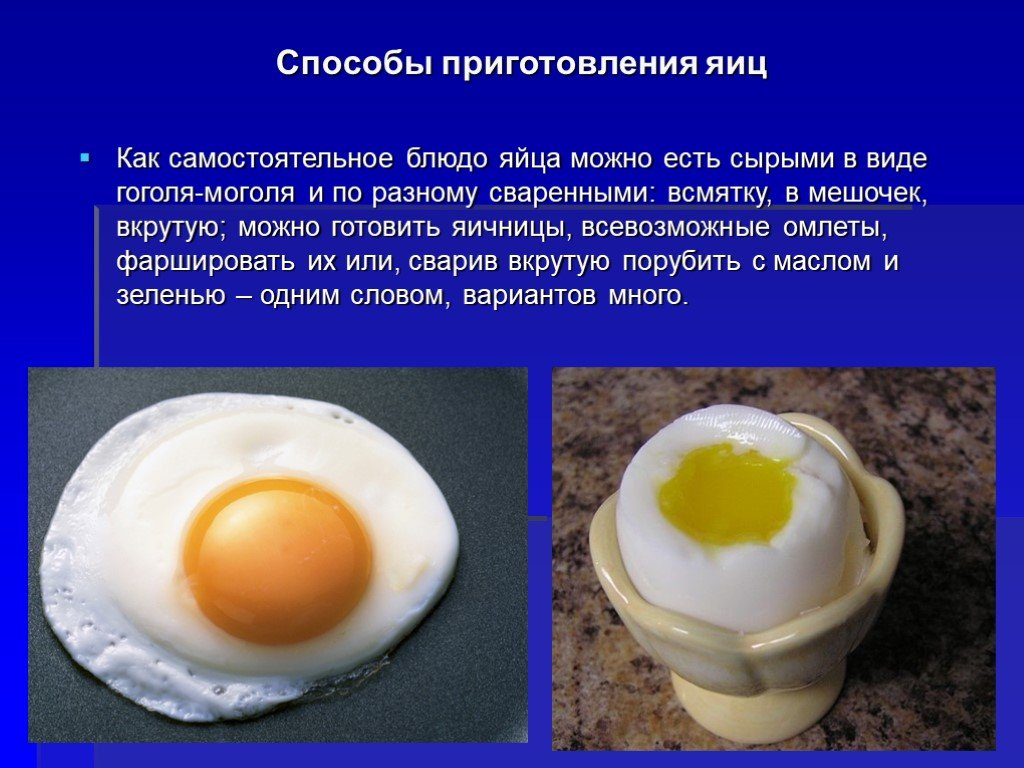 Способы приготовления яиц
Как самостоятельное блюдо яйца можно есть сырыми в виде
гоголя-моголя и по разному сваренными: всмятку, в мешочек,
вкрутую; можно готовить яичницы, всевозможные омлеты,
фаршировать их или, сварив вкрутую порубить с маслом и
зеленью – одним словом, вариантов много.